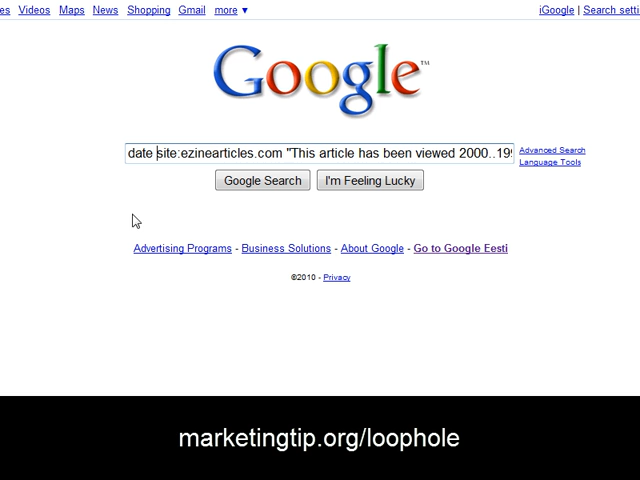 es Videos Maps News Shopping Gmail more ▼ iGoogle | Search setti
Google™
date site:ezinearticles.com "This article has been viewed 2000..19
Advanced Search
Language Tools
Google Search I'm Feeling Lucky
Advertising Programs - Business Solutions - About Google - Go to Google Eesti
©2010 - Privacy
marketingtip.org/loophole